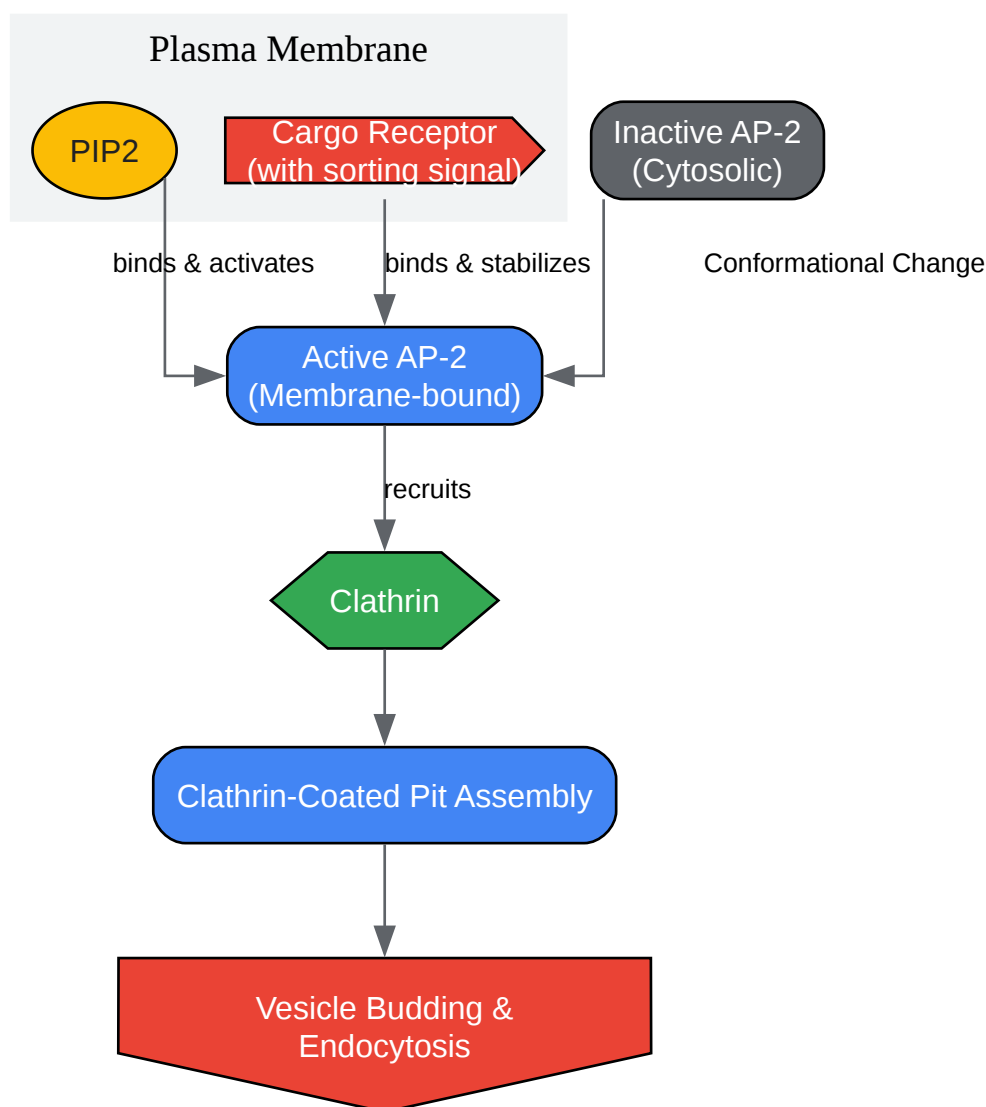 Plasma Membrane
PIP2
Cargo Receptor
(with sorting signal)
Inactive AP-2
(Cytosolic)
binds & activates
binds & stabilizes
Conformational Change
Active AP-2
(Membrane-bound)
recruits
Clathrin
Clathrin-Coated Pit Assembly
Vesicle Budding &
Endocytosis